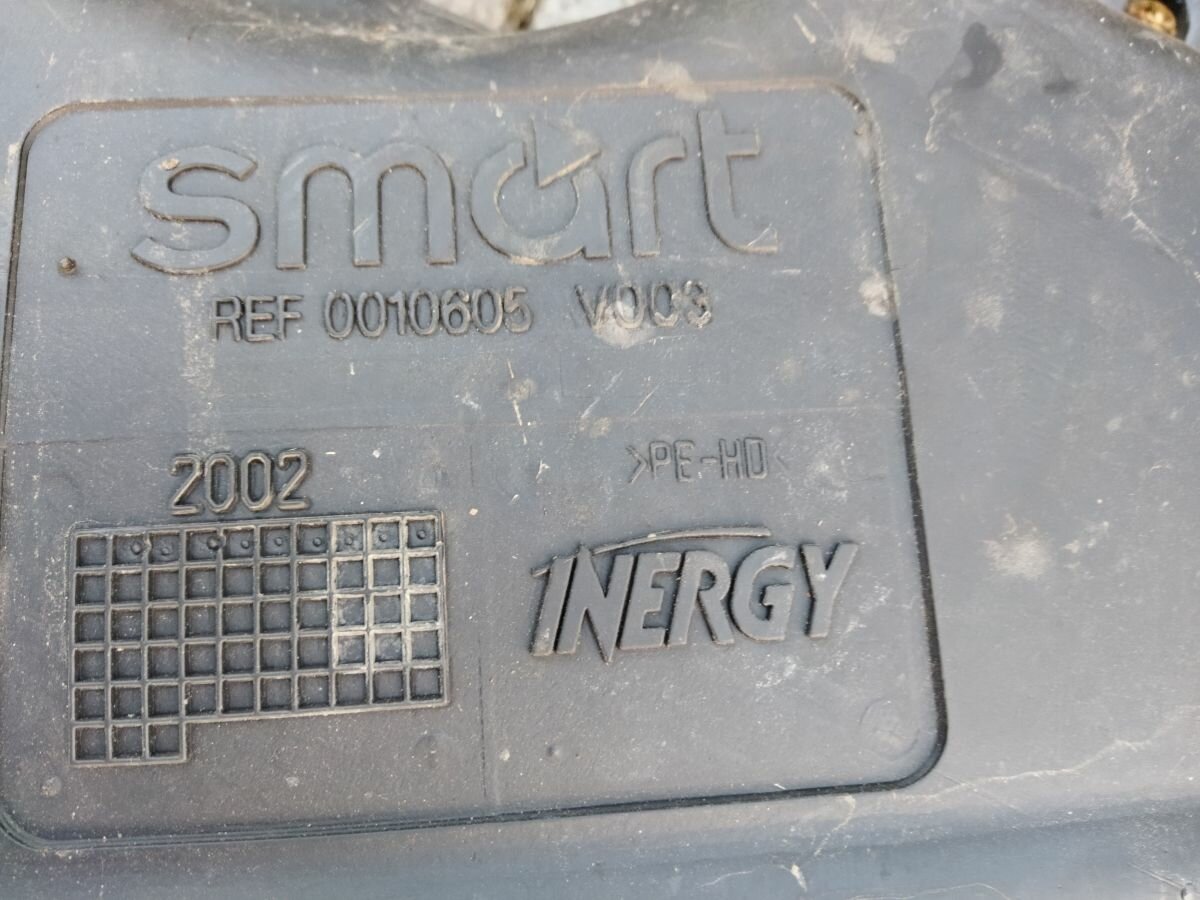 smart
REF 0010605 V003
2002
>PE-HD<
INERGY